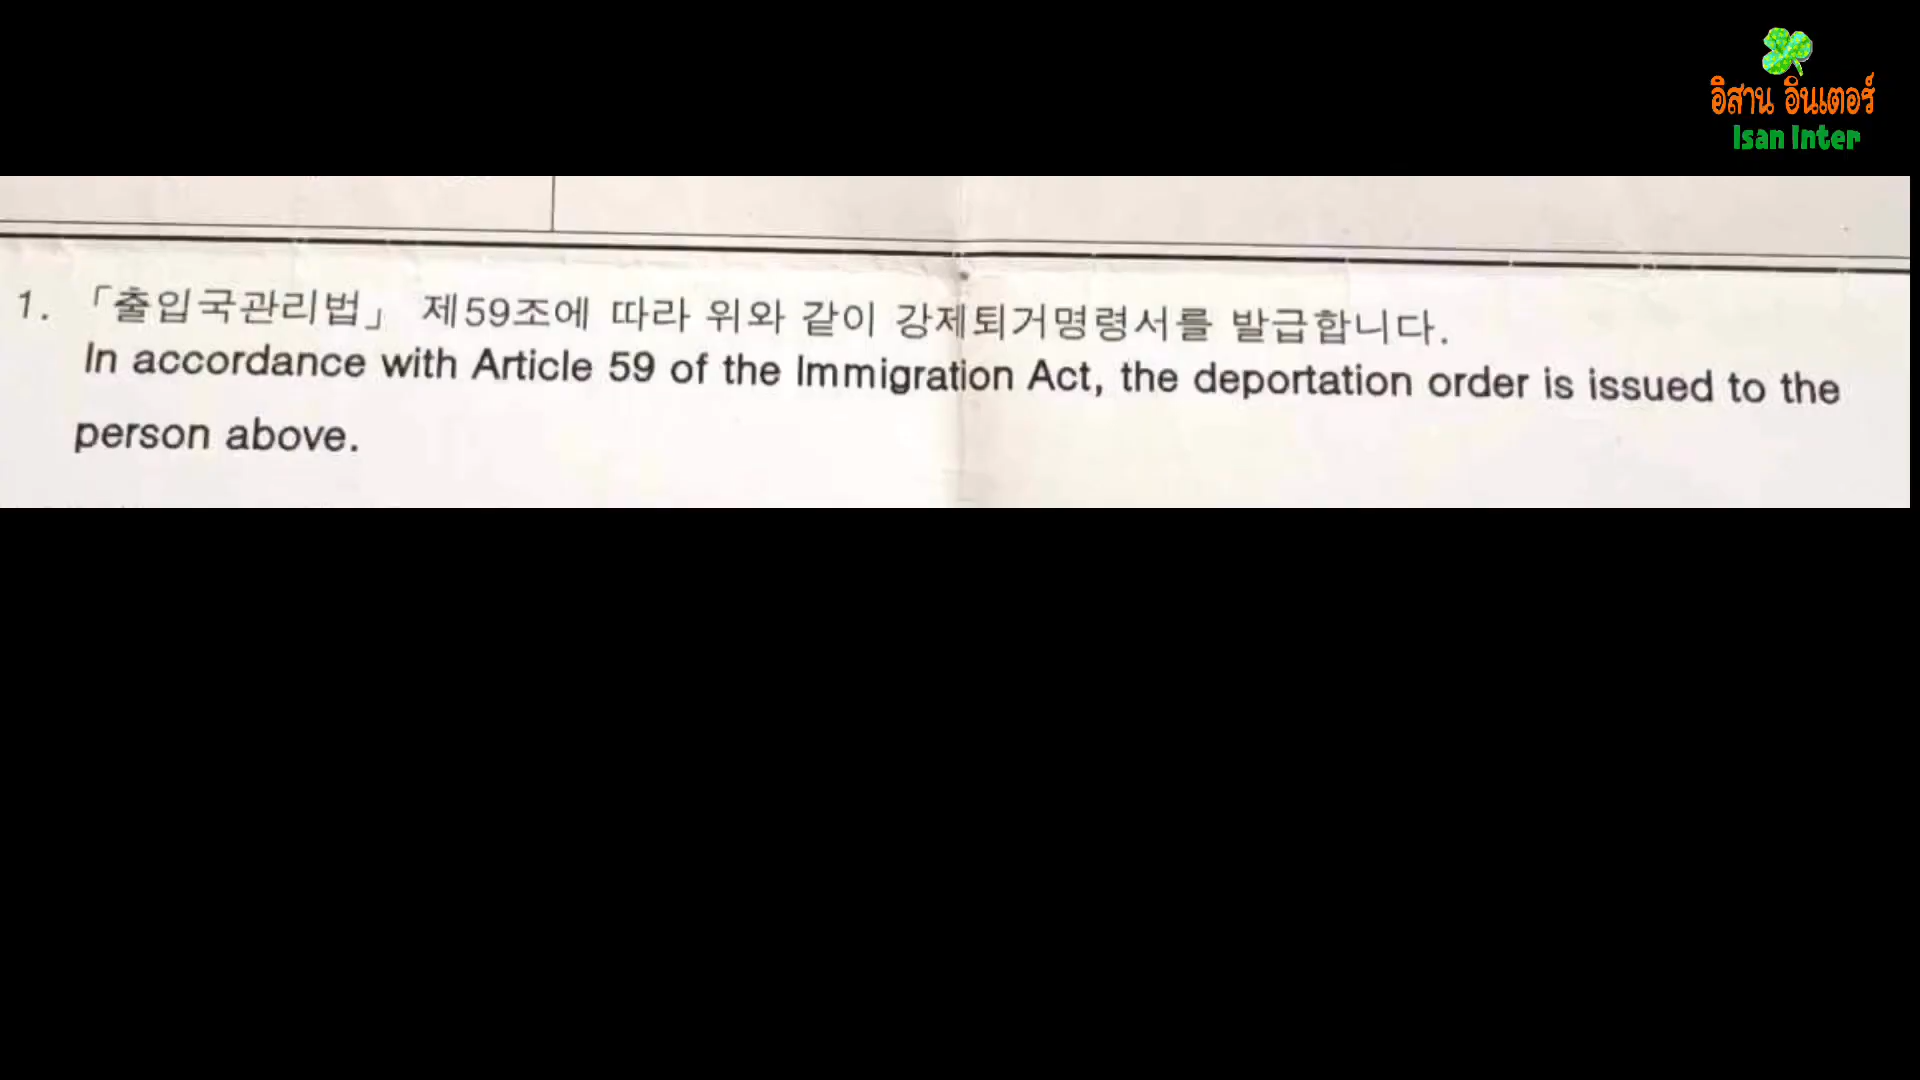 อิสาน อินเตอร์
Isan Inter
1. 「출입국관리법」 제59조에 따라 위와 같이 강제퇴거명령서를 발급합니다.
In accordance with Article 59 of the Immigration Act, the deportation order is issued to the
person above.